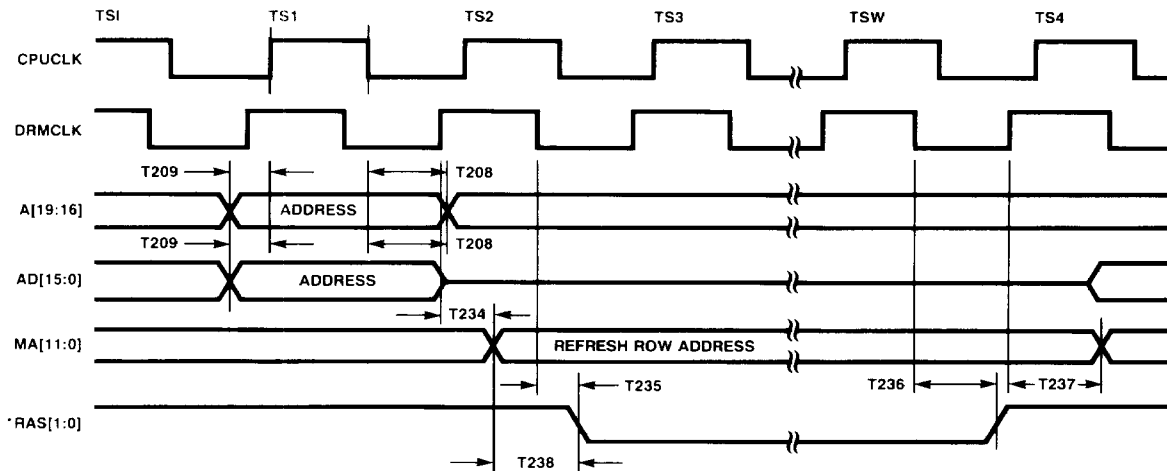 TSI TS1 TS2 TS3 TSW TS4
CPUCLK
DRMCLK
T209 T208
A[19:16] ADDRESS
T209 T208
AD[15:0] ADDRESS
T234
MA[11:0] REFRESH ROW ADDRESS
T235 T236 T237
*RAS[1:0]
T238